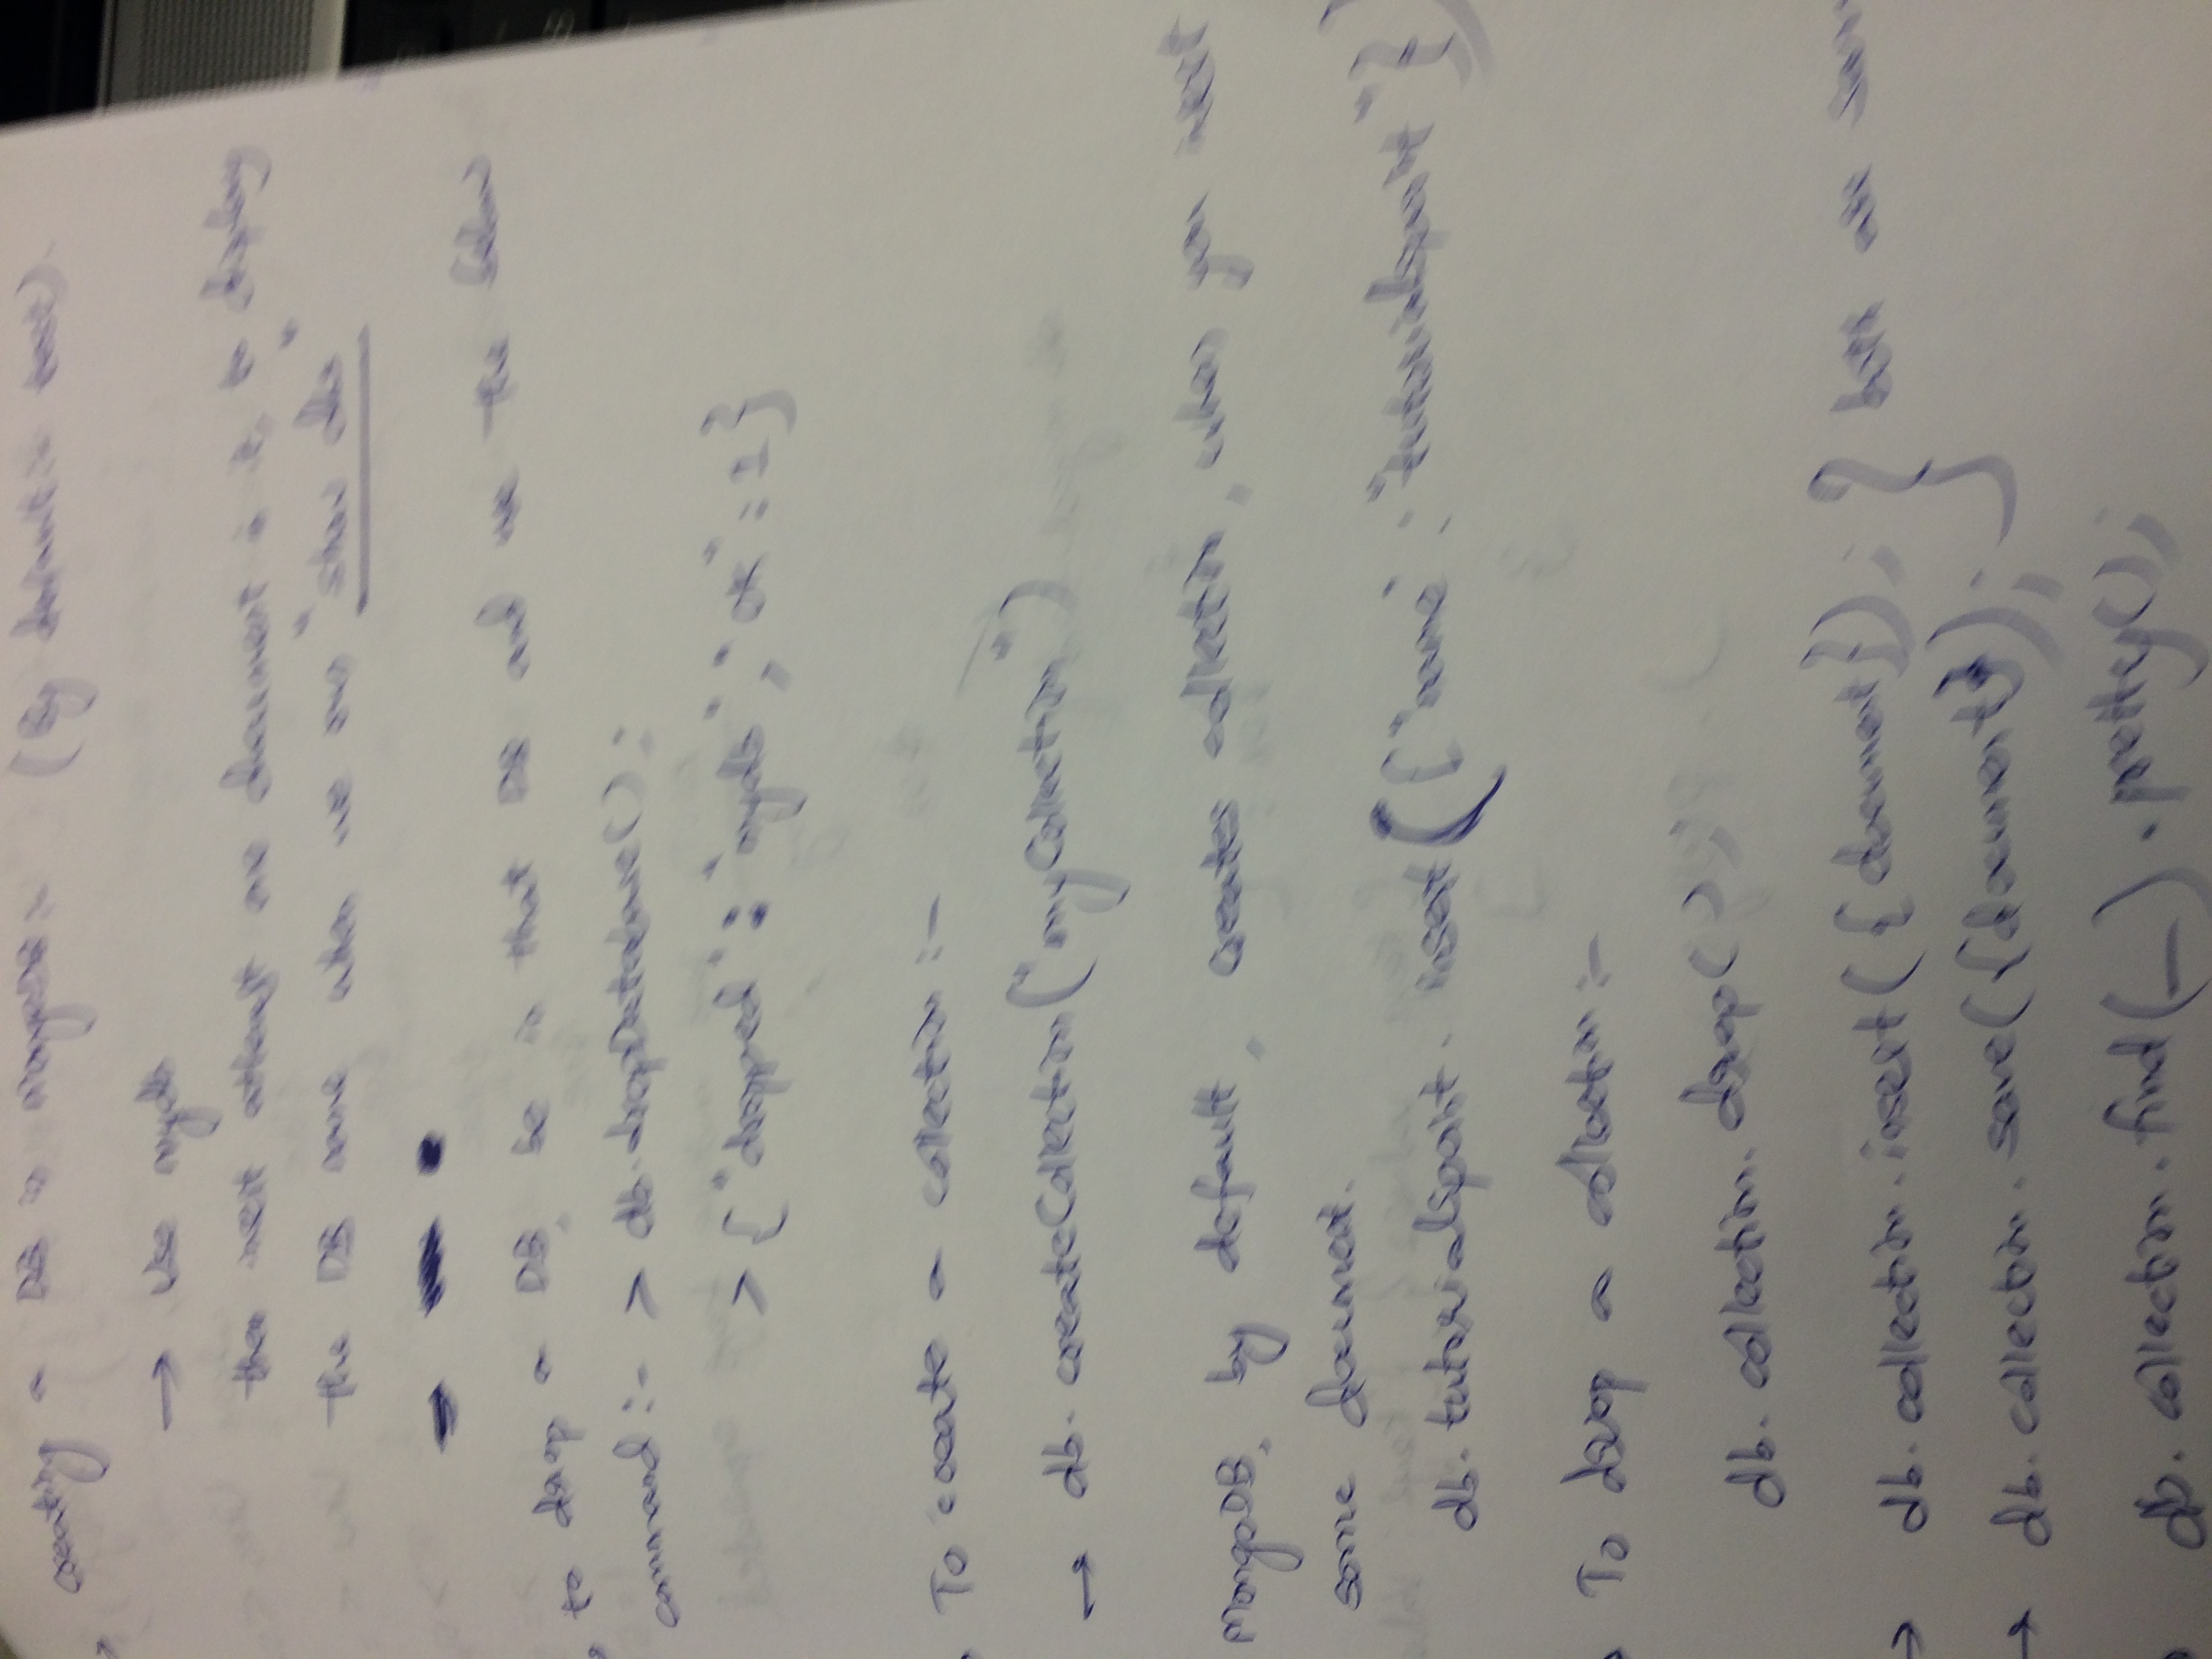 → creating a DB in MongoDB :- (By default is test).
→ use mydb
then insert atleast one document in it, to display
the DB name when we run "show dbs"
→ to drop a DB, be in that DB and use the below
command :- > db.dropDatabase();
> { "dropped" : "mydb", "ok" : 1 }
To create a collection :-
→ db.createCollection("myCollection")
MongoDB, by default, creates collection, when you insert
some document.
db.tutorialspoint.insert({"name" : "tutorialspoint"})
To drop a collection :-
db.collection.drop();
→ db.collection.insert({document}); } both are same
→ db.collection.save({document});
db.collection.find(_).pretty();